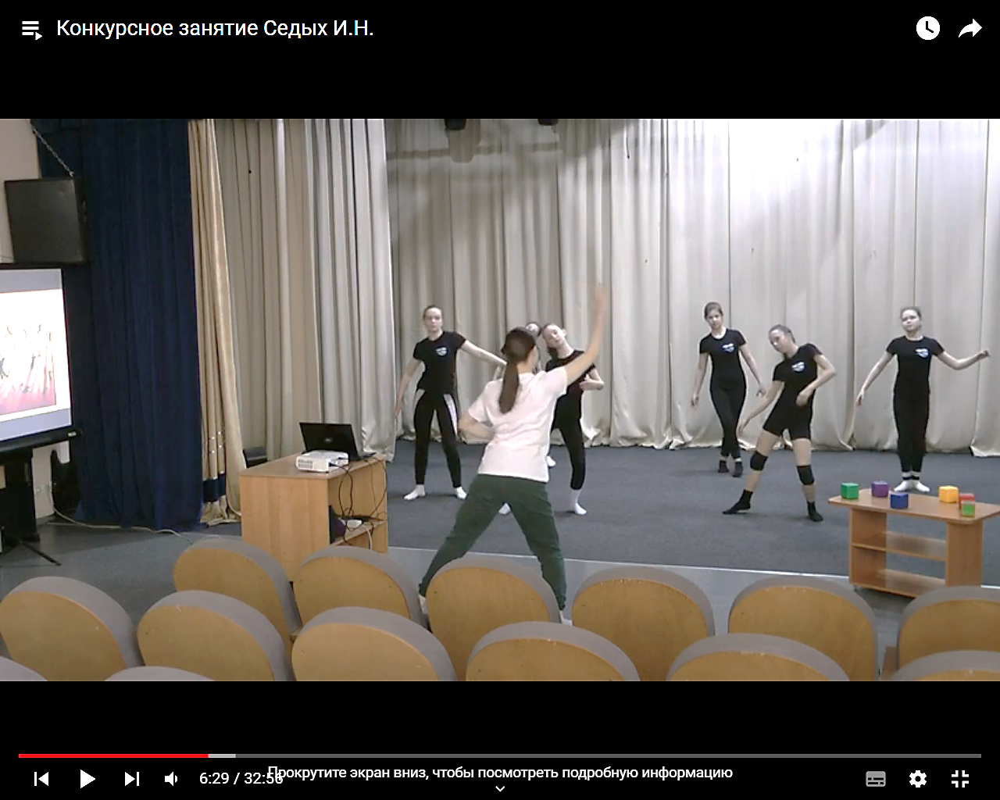 Конкурсное занятие Седых И.Н.
6:29 / 32:56
Прокрутите экран вниз, чтобы посмотреть подробную информацию